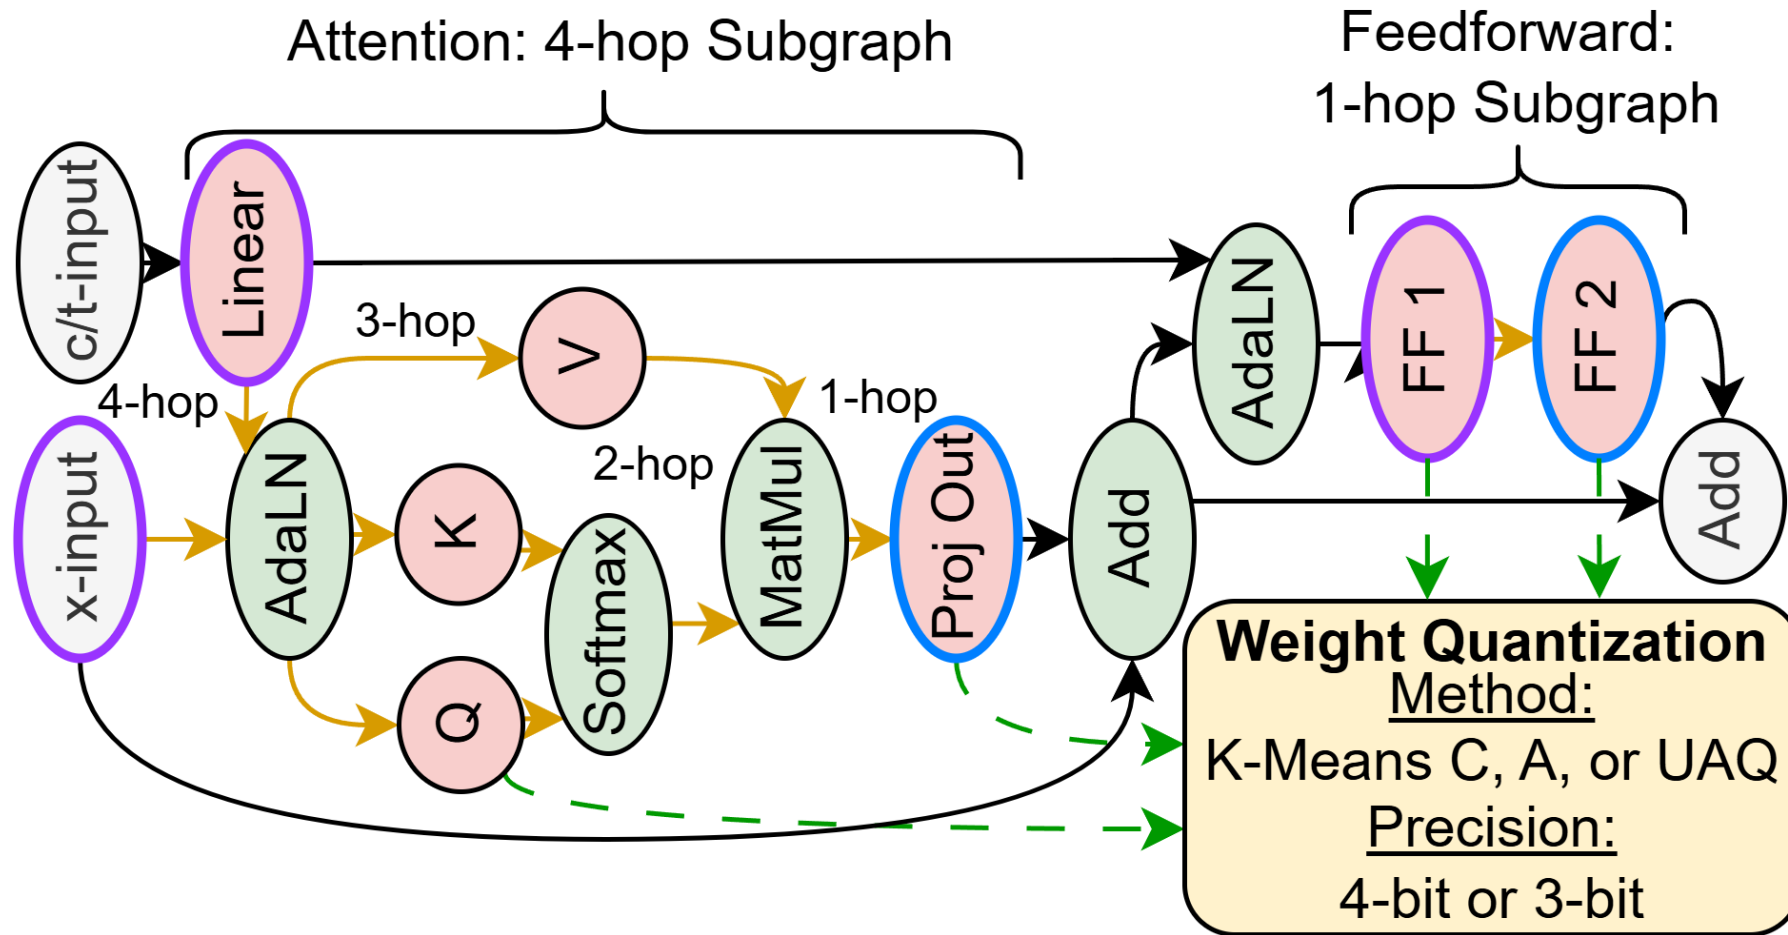 Attention: 4-hop Subgraph
Feedforward:
1-hop Subgraph
c/t-input
Linear
3-hop
V
4-hop
1-hop
2-hop
AdaLN
FF 1
FF 2
x-input
AdaLN
K
Softmax
MatMul
Proj Out
Add
Add
Q
Weight Quantization
Method:
K-Means C, A, or UAQ
Precision:
4-bit or 3-bit